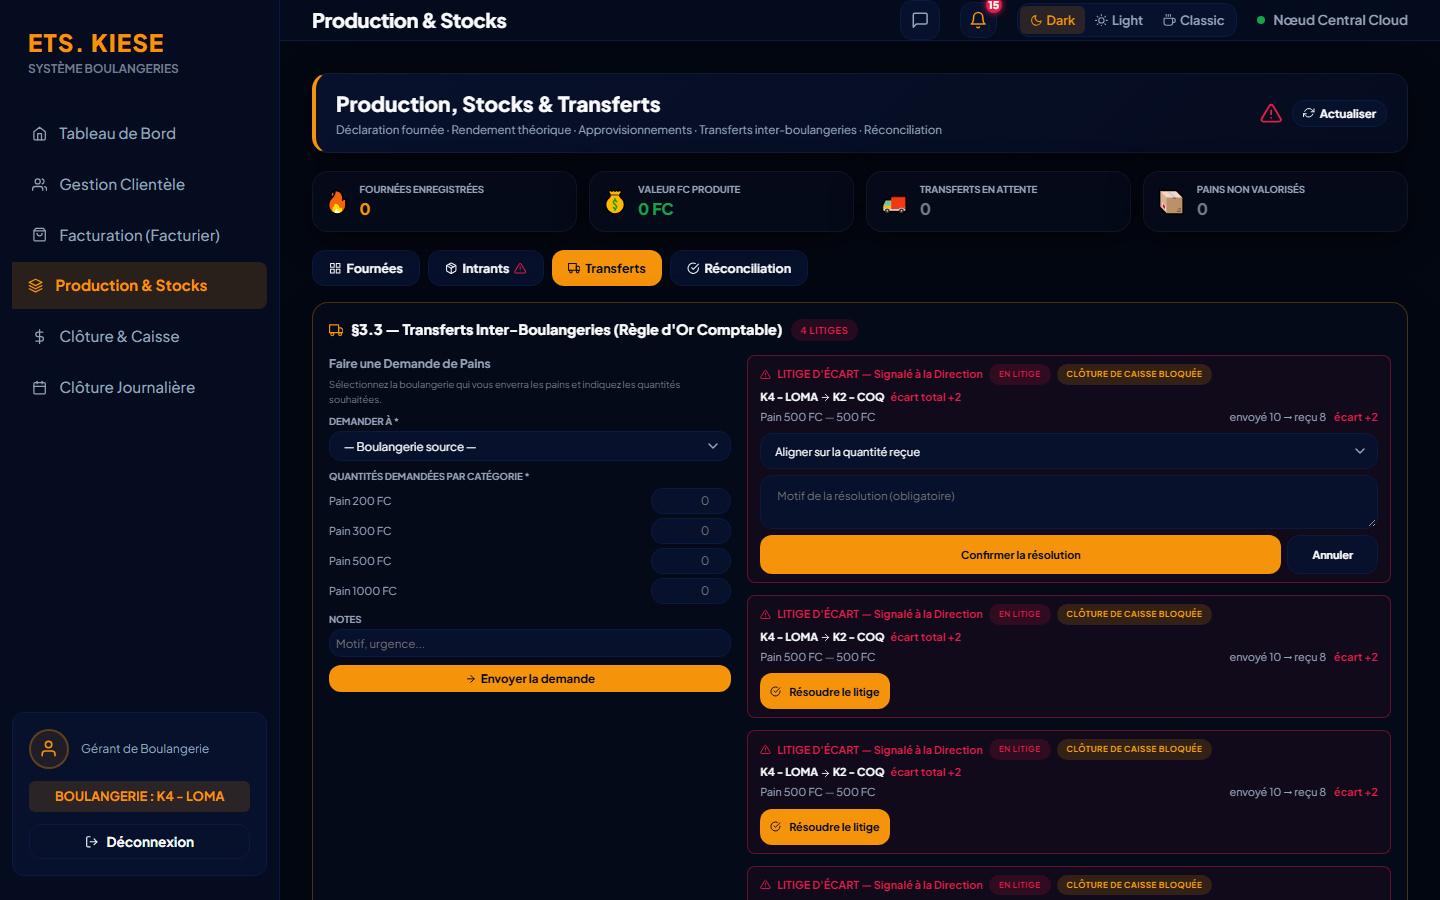 ETS. KIESE
SYSTÈME BOULANGERIES
Tableau de Bord
Gestion Clientèle
Facturation (Facturier)
Production & Stocks
Clôture & Caisse
Clôture Journalière
Gérant de Boulangerie
BOULANGERIE : K4 - LOMA
Déconnexion
Production & Stocks
15
Dark
Light
Classic
Nœud Central Cloud
Production, Stocks & Transferts
Déclaration fournée · Rendement théorique · Approvisionnements · Transferts inter-boulangeries · Réconciliation
Actualiser
FOURNÉES ENREGISTRÉES
0
VALEUR FC PRODUITE
0 FC
TRANSFERTS EN ATTENTE
0
PAINS NON VALORISÉS
0
Fournées
Intrants
Transferts
Réconciliation
§3.3 — Transferts Inter-Boulangeries (Règle d'Or Comptable) 4 LITIGES
Faire une Demande de Pains
Sélectionnez la boulangerie qui vous enverra les pains et indiquez les quantités
souhaitées.
DEMANDER À *
— Boulangerie source —
QUANTITÉS DEMANDÉES PAR CATÉGORIE *
Pain 200 FC 0
Pain 300 FC 0
Pain 500 FC 0
Pain 1000 FC 0
NOTES
Motif, urgence...
→ Envoyer la demande
LITIGE D'ÉCART — Signalé à la Direction EN LITIGE CLÔTURE DE CAISSE BLOQUÉE
K4 - LOMA → K2 - COQ écart total +2
Pain 500 FC — 500 FC envoyé 10 → reçu 8 écart +2
Aligner sur la quantité reçue
Motif de la résolution (obligatoire)
Confirmer la résolution
Annuler
LITIGE D'ÉCART — Signalé à la Direction EN LITIGE CLÔTURE DE CAISSE BLOQUÉE
K4 - LOMA → K2 - COQ écart total +2
Pain 500 FC — 500 FC envoyé 10 → reçu 8 écart +2
Résoudre le litige
LITIGE D'ÉCART — Signalé à la Direction EN LITIGE CLÔTURE DE CAISSE BLOQUÉE
K4 - LOMA → K2 - COQ écart total +2
Pain 500 FC — 500 FC envoyé 10 → reçu 8 écart +2
Résoudre le litige
LITIGE D'ÉCART — Signalé à la Direction EN LITIGE CLÔTURE DE CAISSE BLOQUÉE